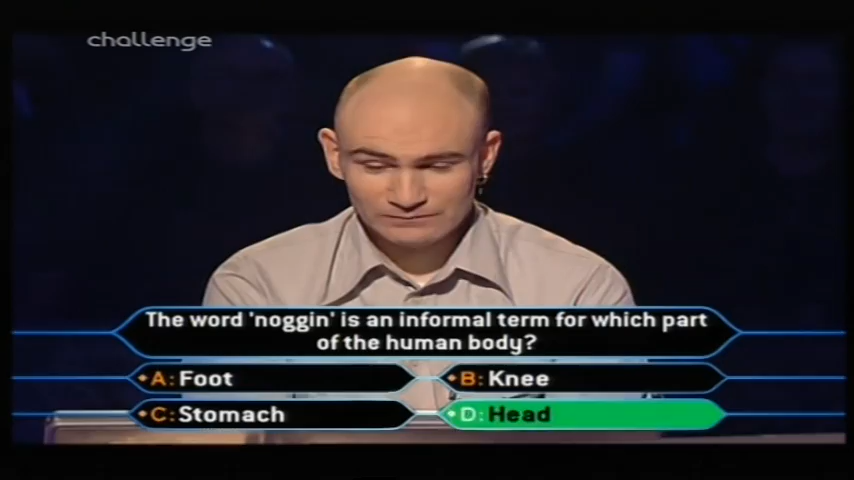 challenge
The word 'noggin' is an informal term for which part
of the human body?
A: Foot
B: Knee
C: Stomach
D: Head